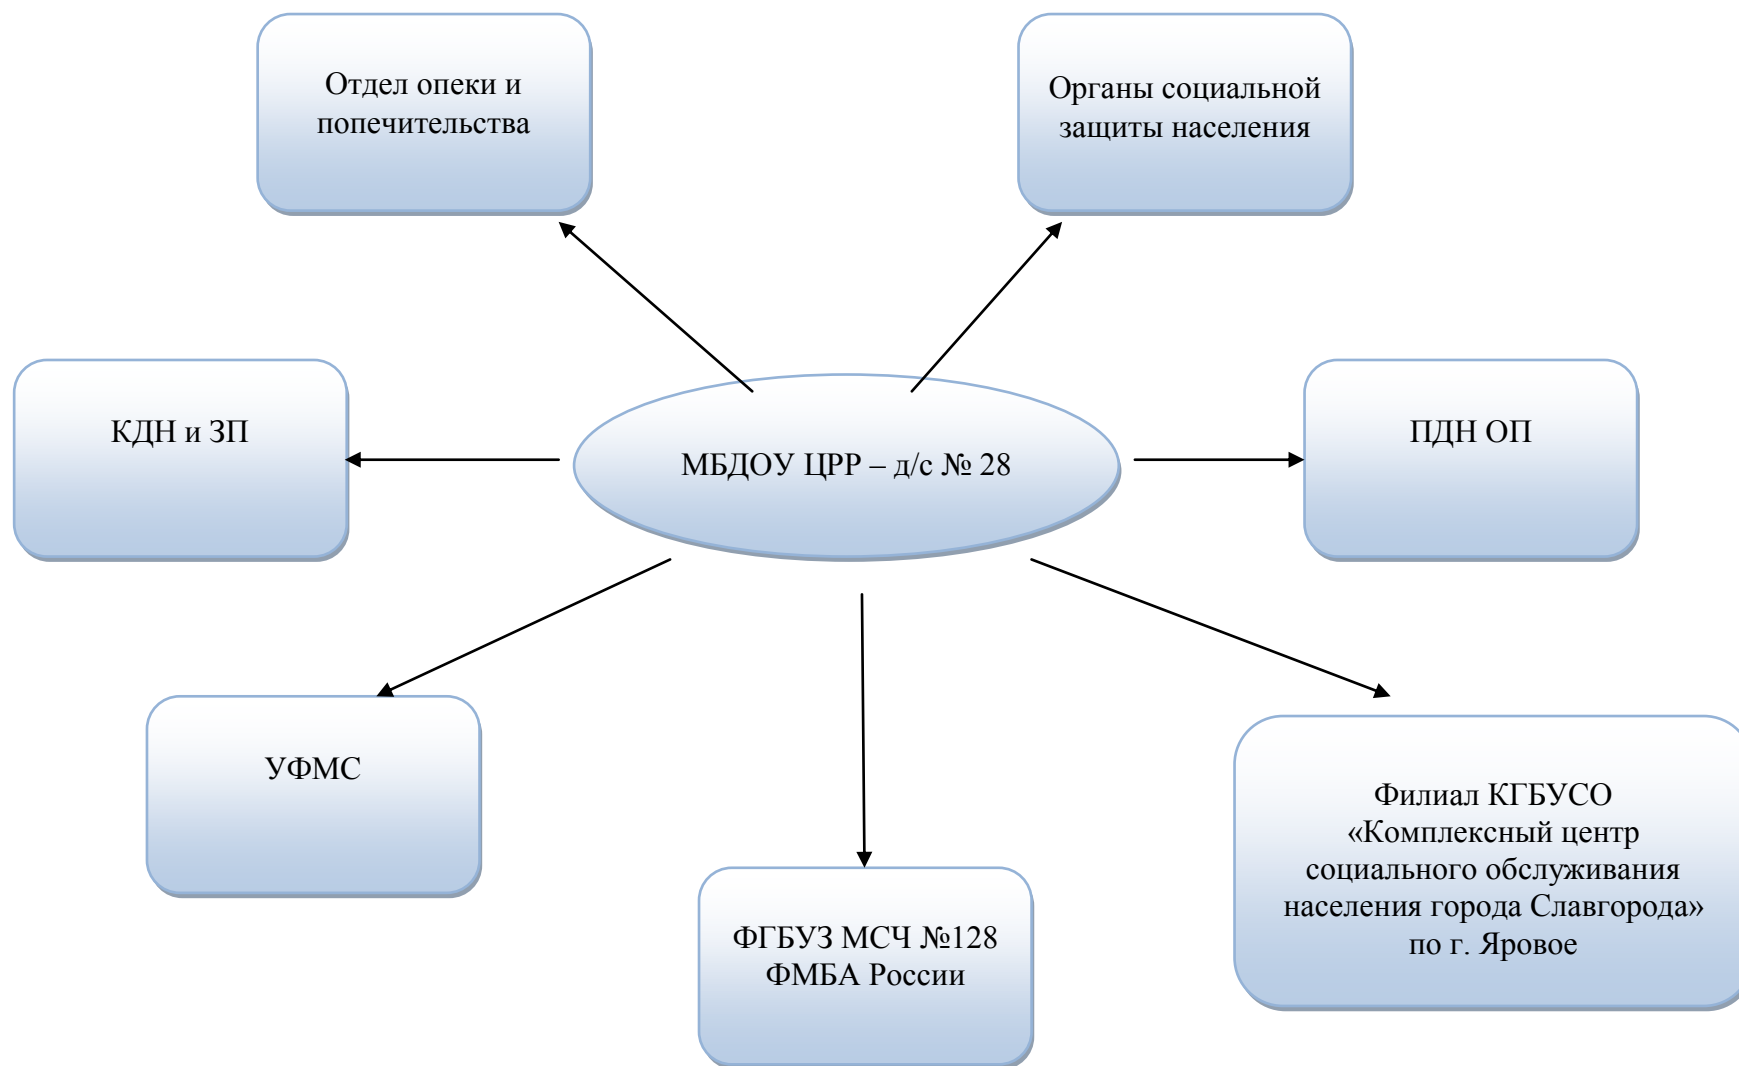 Отдел опеки и
попечительства
Органы социальной
защиты населения
КДН и ЗП
МБДОУ ЦРР – д/с № 28
ПДН ОП
УФМС
ФГБУЗ МСЧ №128
ФМБА России
Филиал КГБУСО
«Комплексный центр
социального обслуживания
населения города Славгорода»
по г. Яровое